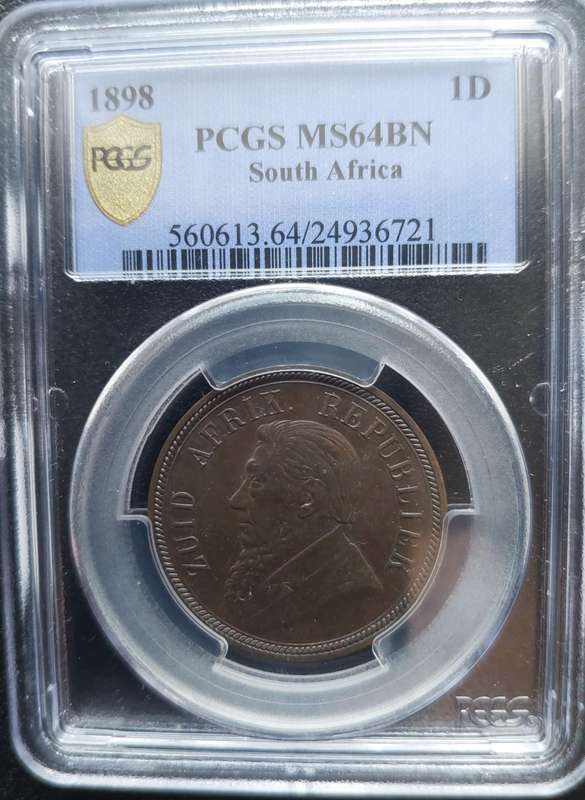 1898 1D
PCGS
PCGS MS64BN
South Africa
560613.64/24936721
ZUID AFRIK. REPUBLIEK
PCGS